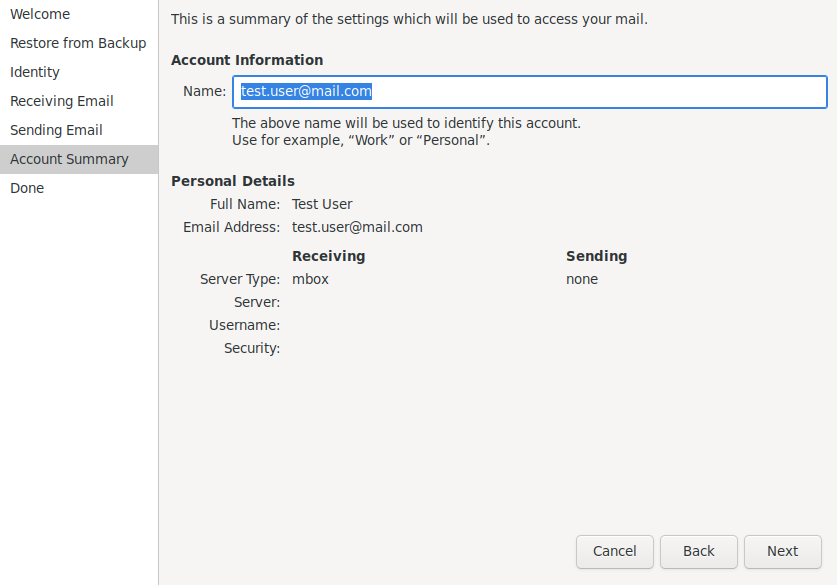 Welcome
Restore from Backup
Identity
Receiving Email
Sending Email
Account Summary
Done
This is a summary of the settings which will be used to access your mail.
Account Information
Name: test.user@mail.com
The above name will be used to identify this account.
Use for example, “Work” or “Personal”.
Personal Details
Full Name: Test User
Email Address: test.user@mail.com
Receiving Sending
Server Type: mbox none
Server:
Username:
Security:
Cancel Back Next